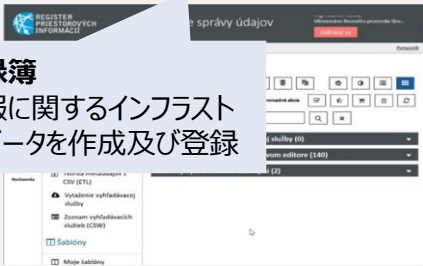 REGISTER
PRIESTOROVÝCH
INFORMÁCIÍ
e správy údajov
Odhlásiť sa
Pomocník
録簿
報に関するインフラスト
データを作成及び登録
j služby (0)
vom editore (140)
i (2)
CSV (ETL)
Vyťaženie vyhľadávacej
služby
Zoznam vyhľadávacích
služieb (CSW)
Šablóny
Moje šablóny